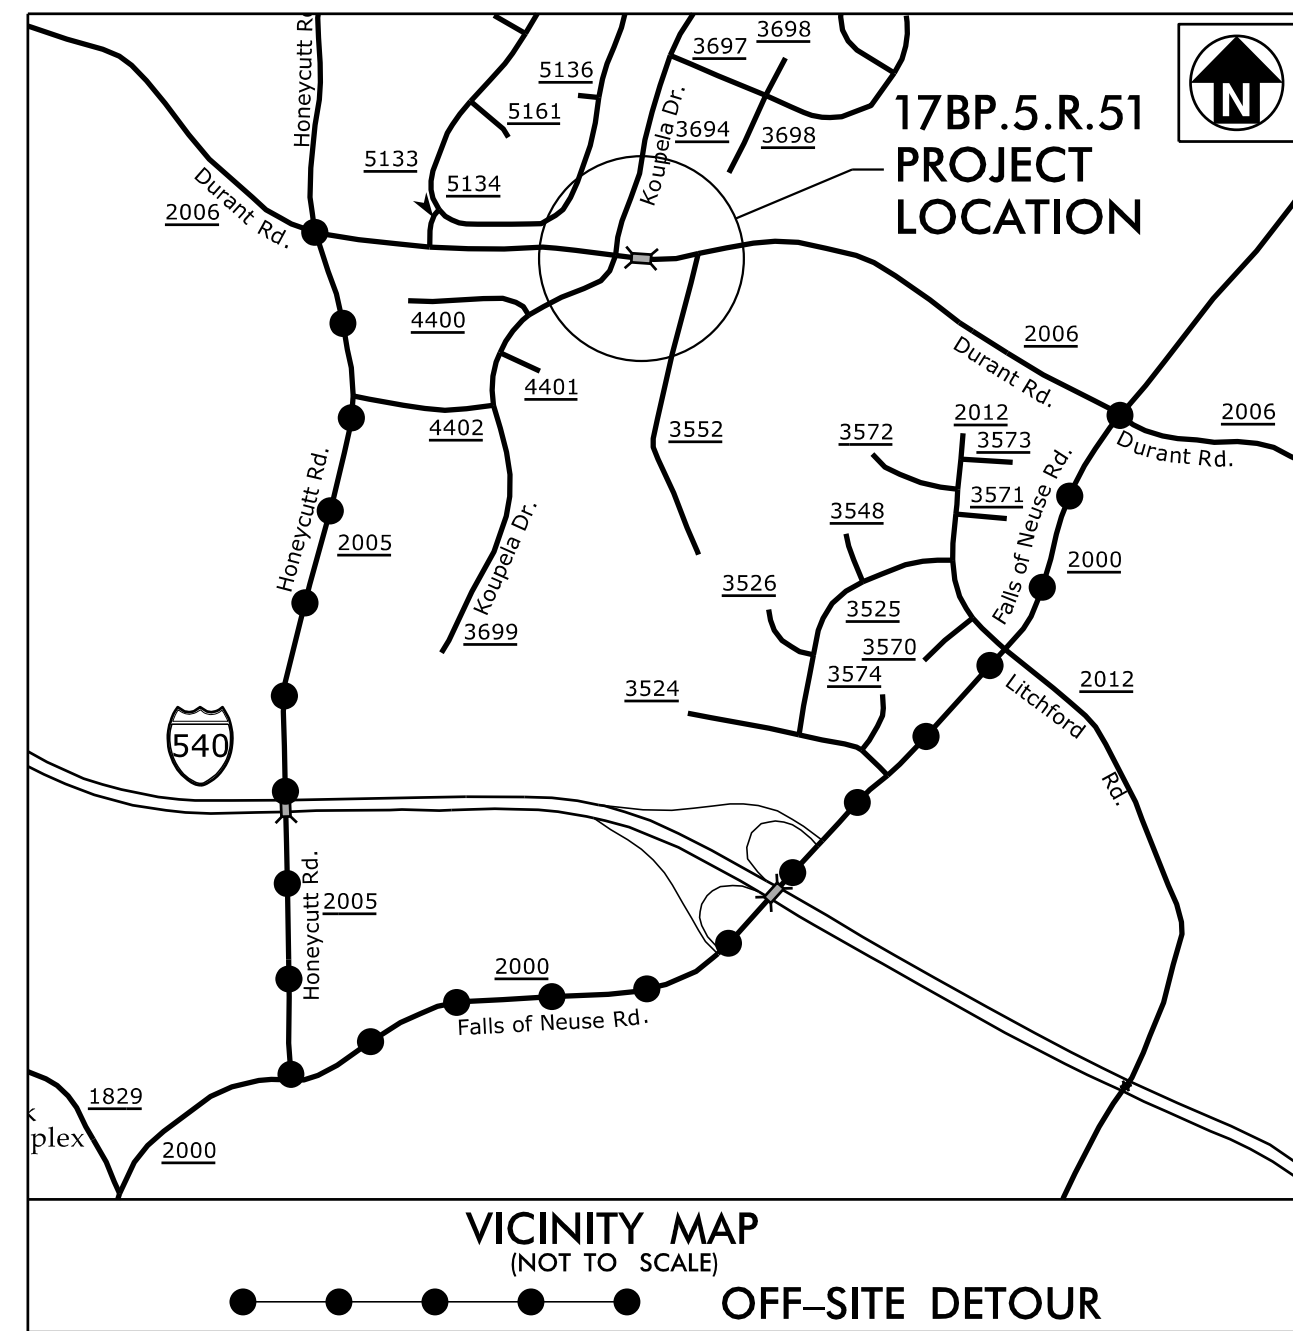 3698
3697
Honeycutt R
5136
5161
Koupela Dr.
3694
3698
17BP.5.R.51
PROJECT
LOCATION
N
5133
5134
Durant Rd.
2006
4400
4401
4402
3552
2006
Durant Rd.
2006
Durant Rd.
2012
3573
3572
3571
3548
Falls of Neuse Rd.
2000
Honeycutt Rd.
2005
Koupela Dr.
3699
3526
3525
3570
3574
3524
Litchford
Rd.
2012
540
Honeycutt Rd.
2005
2000
Falls of Neuse Rd.
1829
k
plex
2000
VICINITY MAP
(NOT TO SCALE)
OFF-SITE DETOUR